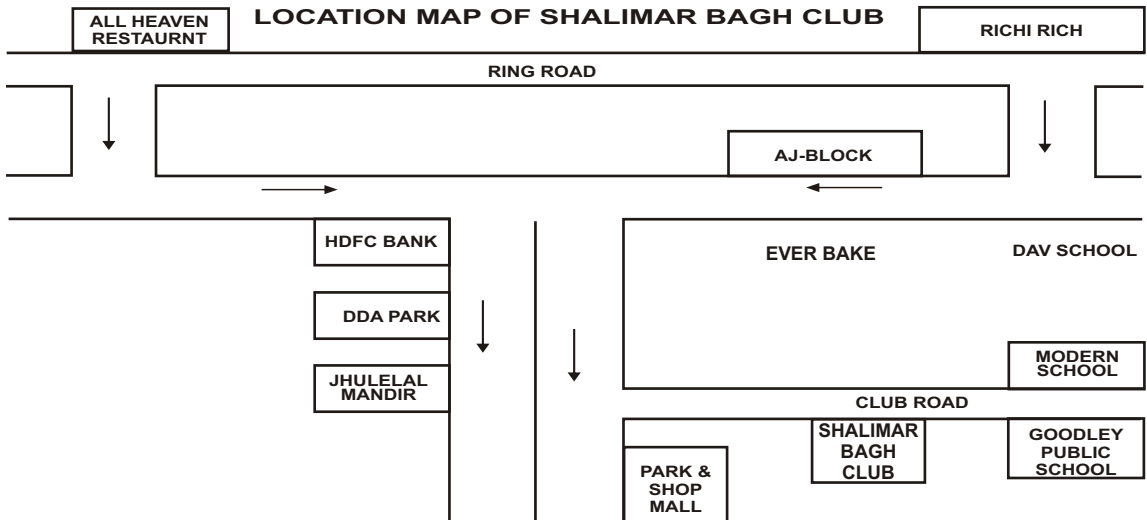 LOCATION MAP OF SHALIMAR BAGH CLUB
ALL HEAVEN
RESTAURNT
RICHI RICH
RING ROAD
AJ-BLOCK
HDFC BANK
EVER BAKE
DAV SCHOOL
DDA PARK
JHULELAL
MANDIR
MODERN
SCHOOL
CLUB ROAD
SHALIMAR
BAGH
CLUB
GOODLEY
PUBLIC
SCHOOL
PARK &
SHOP
MALL